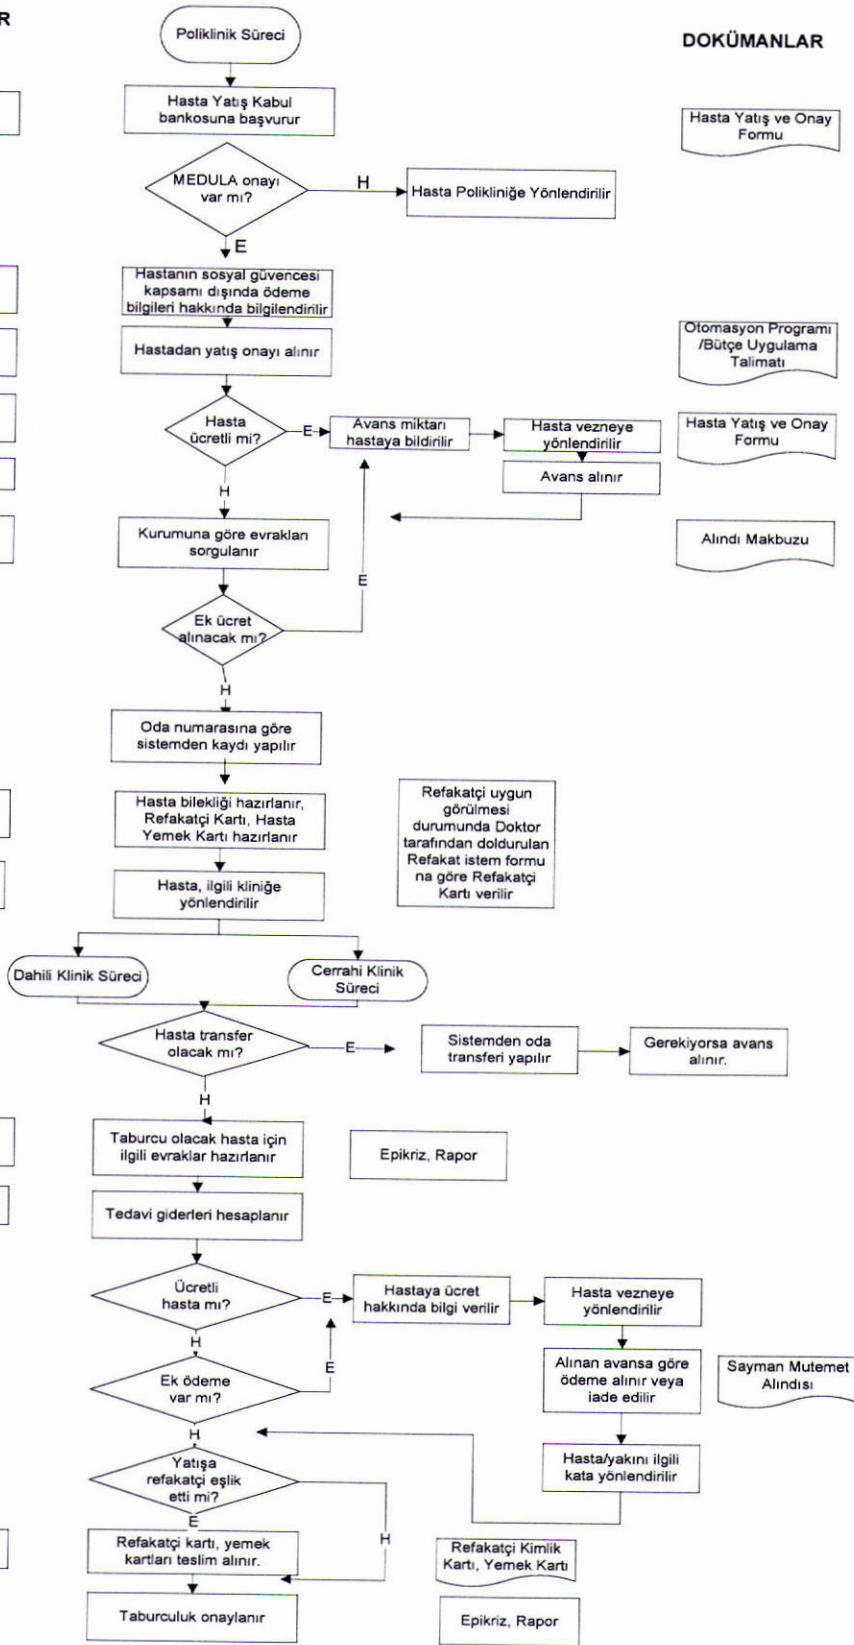 R
Poliklinik Süreci
DOKÜMANLAR
Hasta Yatış Kabul
bankosuna başvurur
Hasta Yatış ve Onay
Formu
MEDULA onayı
var mı?
H
Hasta Polikliniğe Yönlendirilir
E
Hastanın sosyal güvencesi
kapsamı dışında ödeme
bilgileri hakkında bilgilendirilir
Hastadan yatış onayı alınır
Otomasyon Programı
/Bütçe Uygulama
Talimatı
Hasta
ücretli mi?
E
Avans miktarı
hastaya bildirilir
Hasta vezneye
yönlendirilir
Hasta Yatış ve Onay
Formu
Avans alınır
H
Kurumuna göre evrakları
sorgulanır
Alındı Makbuzu
E
Ek ücret
alınacak mı?
H
Oda numarasına göre
sistemden kaydı yapılır
Hasta bilekliği hazırlanır,
Refakatçi Kartı, Hasta
Yemek Kartı hazırlanır
Refakatçi uygun
görülmesi
durumunda Doktor
tarafından doldurulan
Refakat istem formu
na göre Refakatçi
Kartı verilir
Hasta, ilgili kliniğe
yönlendirilir
Dahili Klinik Süreci
Cerrahi Klinik
Süreci
Hasta transfer
olacak mı?
E
Sistemden oda
transferi yapılır
Gerekiyorsa avans
alınır.
H
Taburcu olacak hasta için
ilgili evraklar hazırlanır
Epikriz, Rapor
Tedavi giderleri hesaplanır
Ücretli
hasta mı?
E
Hastaya ücret
hakkında bilgi verilir
Hasta vezneye
yönlendirilir
H
Ek ödeme
var mı?
E
Alınan avansa göre
ödeme alınır veya
iade edilir
Sayman Mutemet
Alındısı
H
Yatışa
refakatçi eşlik
etti mi?
Hasta/yakını ilgili
kata yönlendirilir
E
H
Refakatçi kartı, yemek
kartları teslim alınır.
Refakatçi Kimlik
Kartı, Yemek Kartı
Taburculuk onaylanır
Epikriz, Rapor